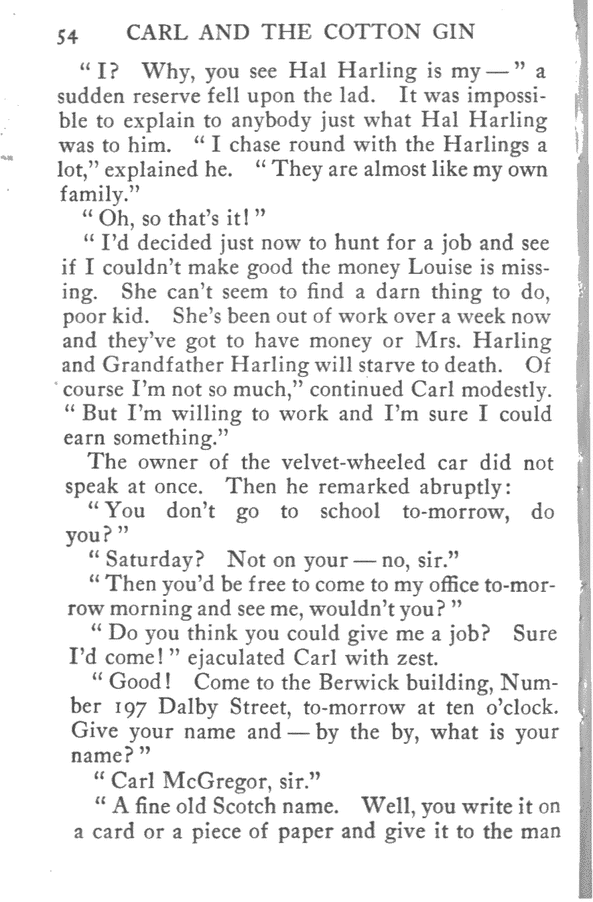 54 CARL AND THE COTTON GIN
“ I? Why, you see Hal Harling is my — ” a
sudden reserve fell upon the lad. It was impossi-
ble to explain to anybody just what Hal Harling
was to him. “ I chase round with the Harlings a
lot,” explained he. “ They are almost like my own
family.”
“ Oh, so that’s it! ”
“ I’d decided just now to hunt for a job and see
if I couldn’t make good the money Louise is miss-
ing. She can’t seem to find a darn thing to do,
poor kid. She’s been out of work over a week now
and they’ve got to have money or Mrs. Harling
and Grandfather Harling will starve to death. Of
course I’m not so much,” continued Carl modestly.
“ But I’m willing to work and I’m sure I could
earn something.”
The owner of the velvet-wheeled car did not
speak at once. Then he remarked abruptly:
“ You don’t go to school to-morrow, do
you? ”
“ Saturday? Not on your — no, sir.”
“ Then you’d be free to come to my office to-mor-
row morning and see me, wouldn’t you? ”
“ Do you think you could give me a job? Sure
I’d come! ” ejaculated Carl with zest.
“ Good! Come to the Berwick building, Num-
ber 197 Dalby Street, to-morrow at ten o’clock.
Give your name and — by the by, what is your
name? ”
“ Carl McGregor, sir.”
“ A fine old Scotch name. Well, you write it on
a card or a piece of paper and give it to the man